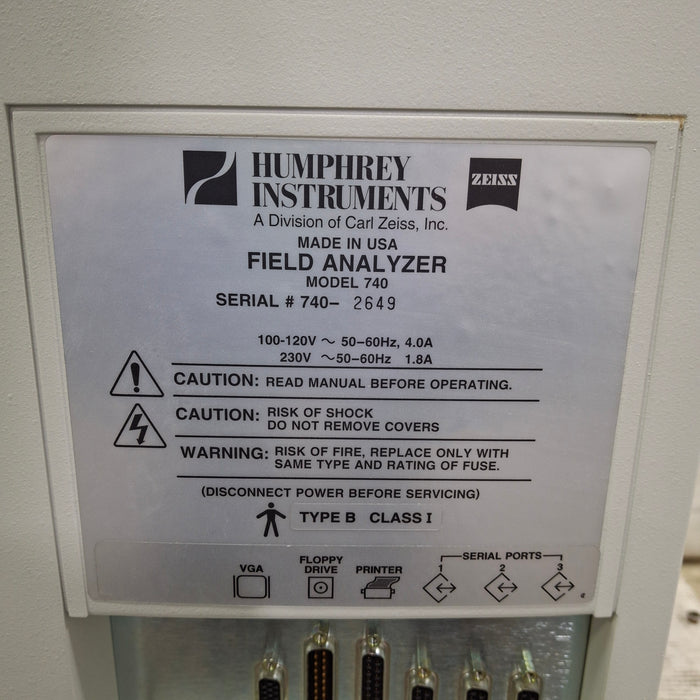 HUMPHREY
INSTRUMENTS
ZEISS
A Division of Carl Zeiss, Inc.
MADE IN USA
FIELD ANALYZER
MODEL 740
SERIAL # 740- 2649
100-120V ~ 50-60Hz, 4.0A
230V ~50-60Hz 1.8A
CAUTION: READ MANUAL BEFORE OPERATING.
CAUTION: RISK OF SHOCK
DO NOT REMOVE COVERS
WARNING: RISK OF FIRE, REPLACE ONLY WITH
SAME TYPE AND RATING OF FUSE.
(DISCONNECT POWER BEFORE SERVICING)
TYPE B CLASS I
VGA
FLOPPY
DRIVE
PRINTER
SERIAL PORTS
1 2 3